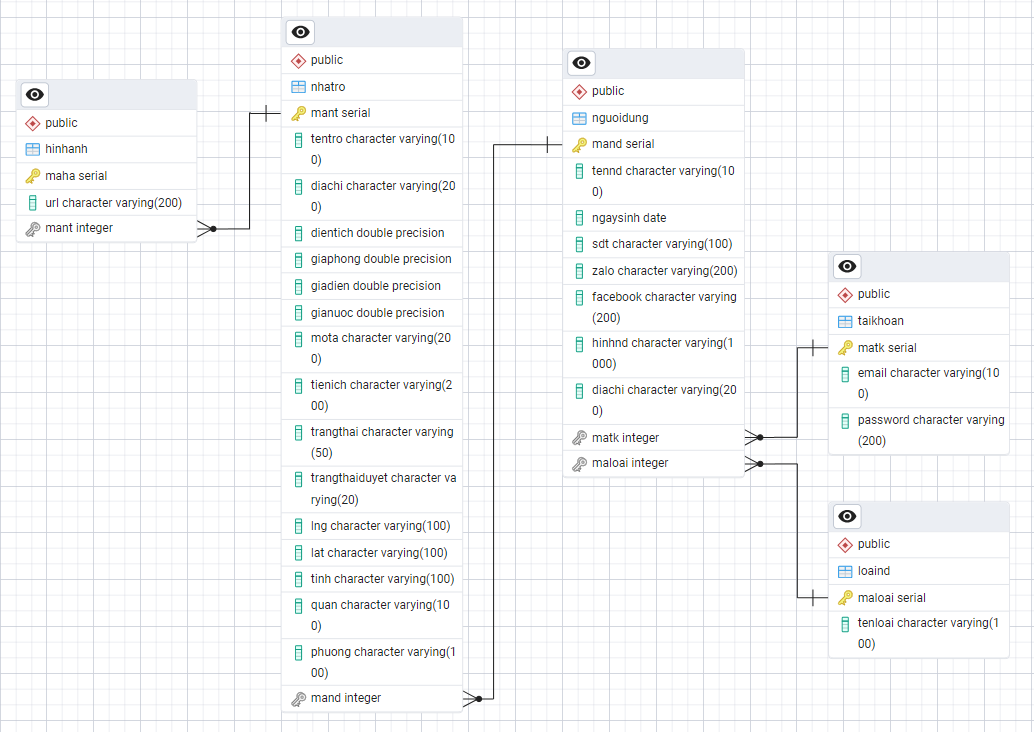 public
hinhanh
maha serial
url character varying(200)
mant integer
public
nhatro
mant serial
tentro character varying(10
0)
diachi character varying(20
0)
dientich double precision
giaphong double precision
giadien double precision
gianuoc double precision
mota character varying(20
0)
tienich character varying(2
00)
trangthai character varying
(50)
trangthaiduyet character va
rying(20)
lng character varying(100)
lat character varying(100)
tinh character varying(100)
quan character varying(10
0)
phuong character varying(1
00)
mand integer
public
nguoidung
mand serial
tennd character varying(10
0)
ngaysinh date
sdt character varying(100)
zalo character varying(200)
facebook character varying
(200)
hinhnd character varying(1
000)
diachi character varying(20
0)
matk integer
maloai integer
public
taikhoan
matk serial
email character varying(10
0)
password character varying
(200)
public
loaind
maloai serial
tenloai character varying(1
00)